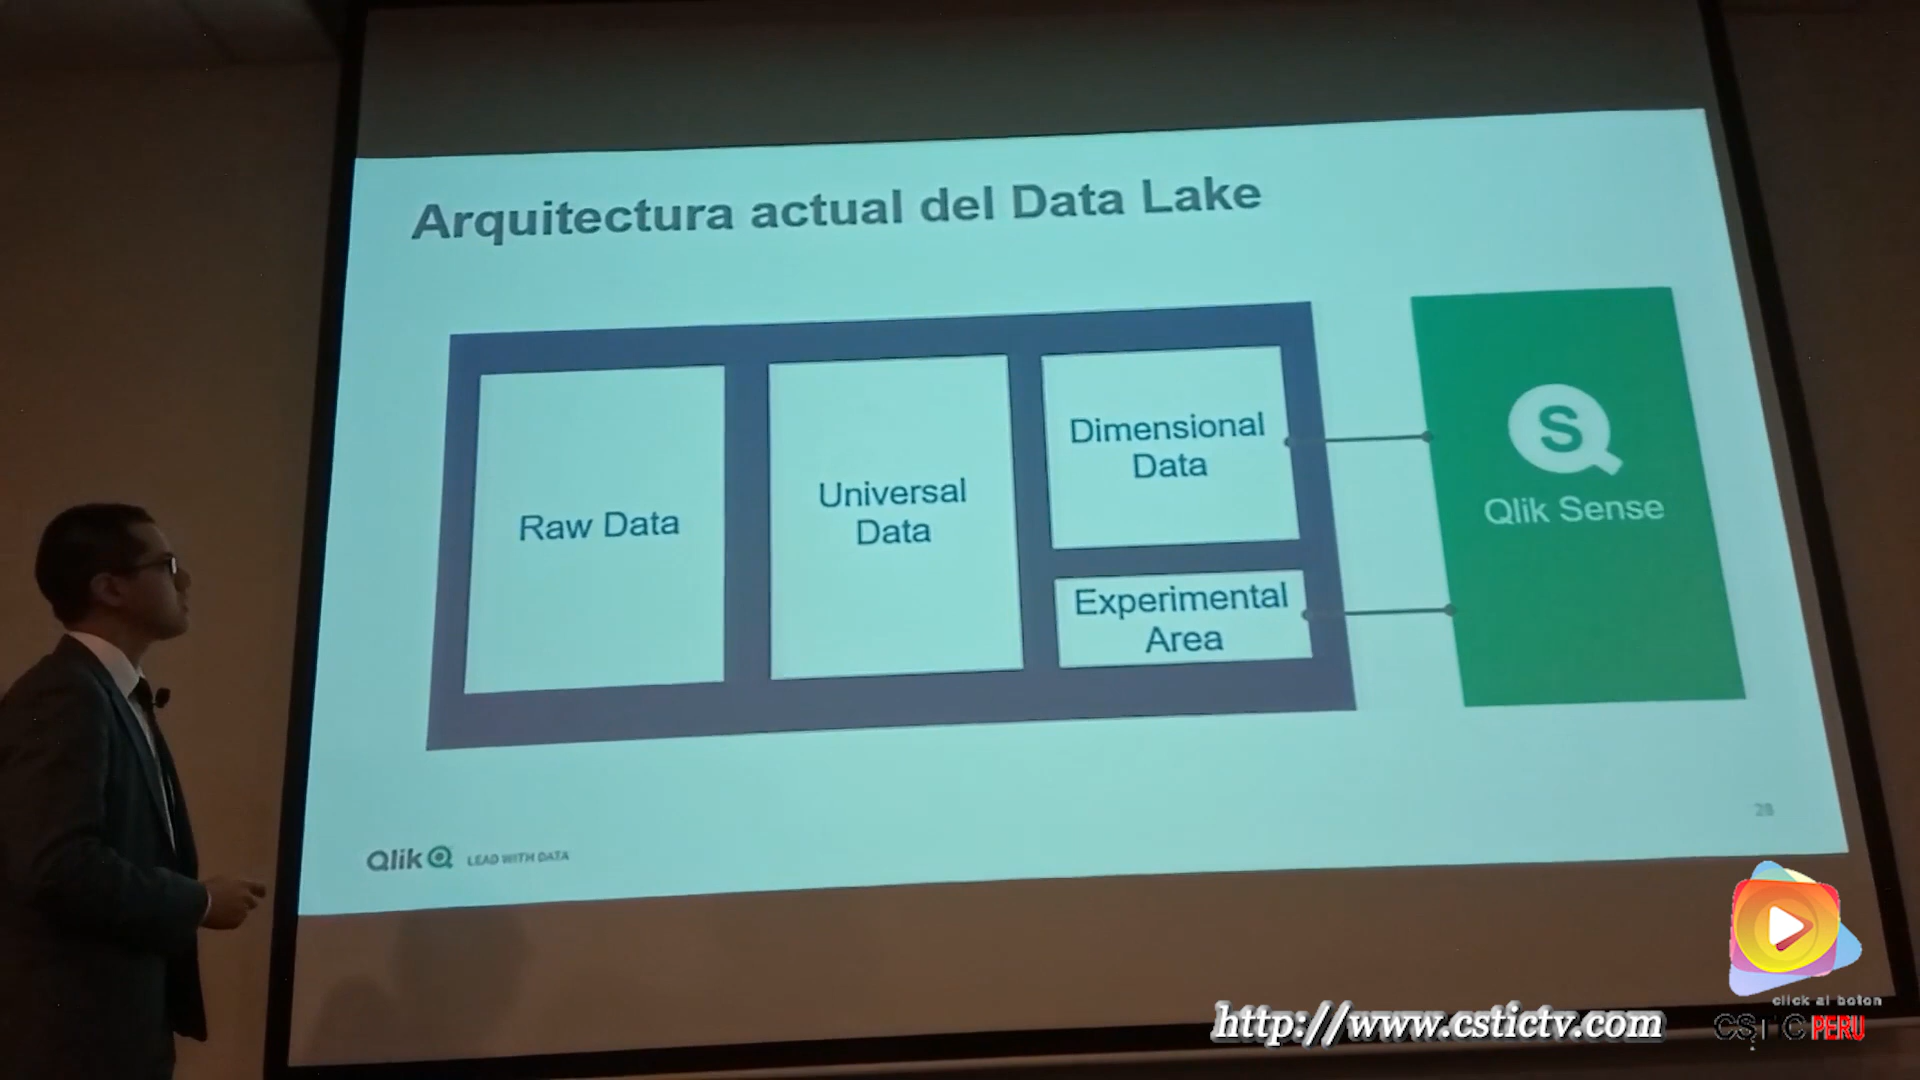 Arquitectura actual del Data Lake
Raw Data
Universal
Data
Dimensional
Data
Experimental
Area
S
Qlik Sense
28
Qlik LEAD WITH DATA
click al boton
http://www.cstictv.com
CSTIC PERU